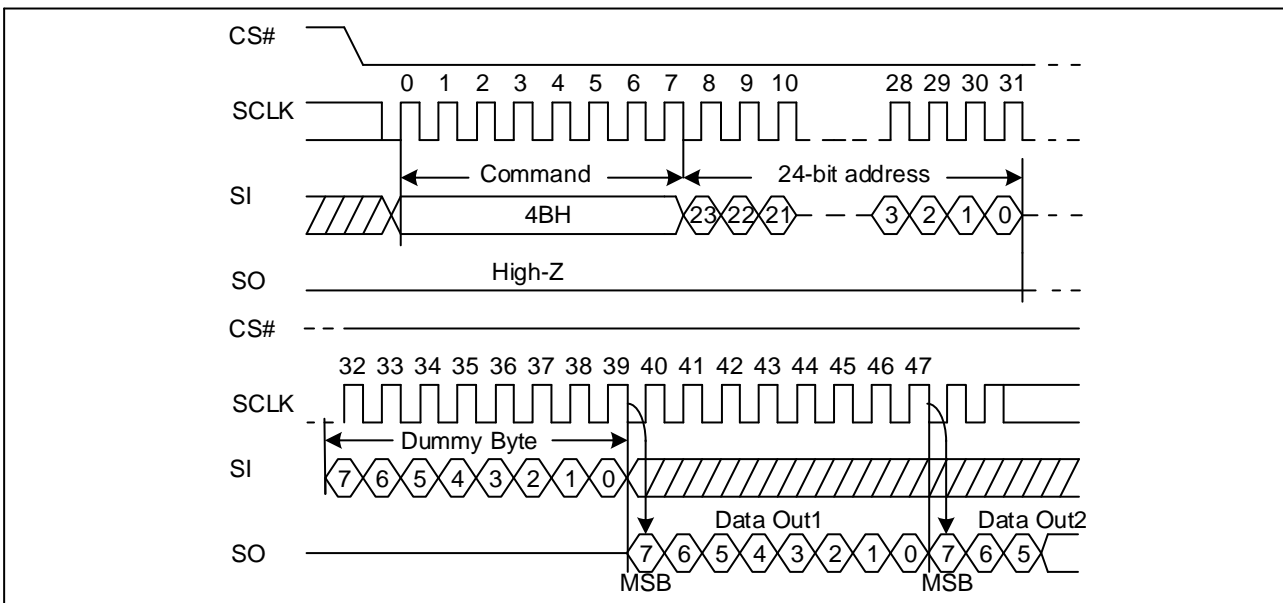 CS#
0 1 2 3 4 5 6 7 8 9 10 28 29 30 31
SCLK
Command 24-bit address
SI
4BH 23 22 21 3 2 1 0
High-Z
SO
CS#
32 33 34 35 36 37 38 39 40 41 42 43 44 45 46 47
SCLK
Dummy Byte
SI
7 6 5 4 3 2 1 0
Data Out1 Data Out2
SO
7 6 5 4 3 2 1 0 7 6 5
MSB MSB